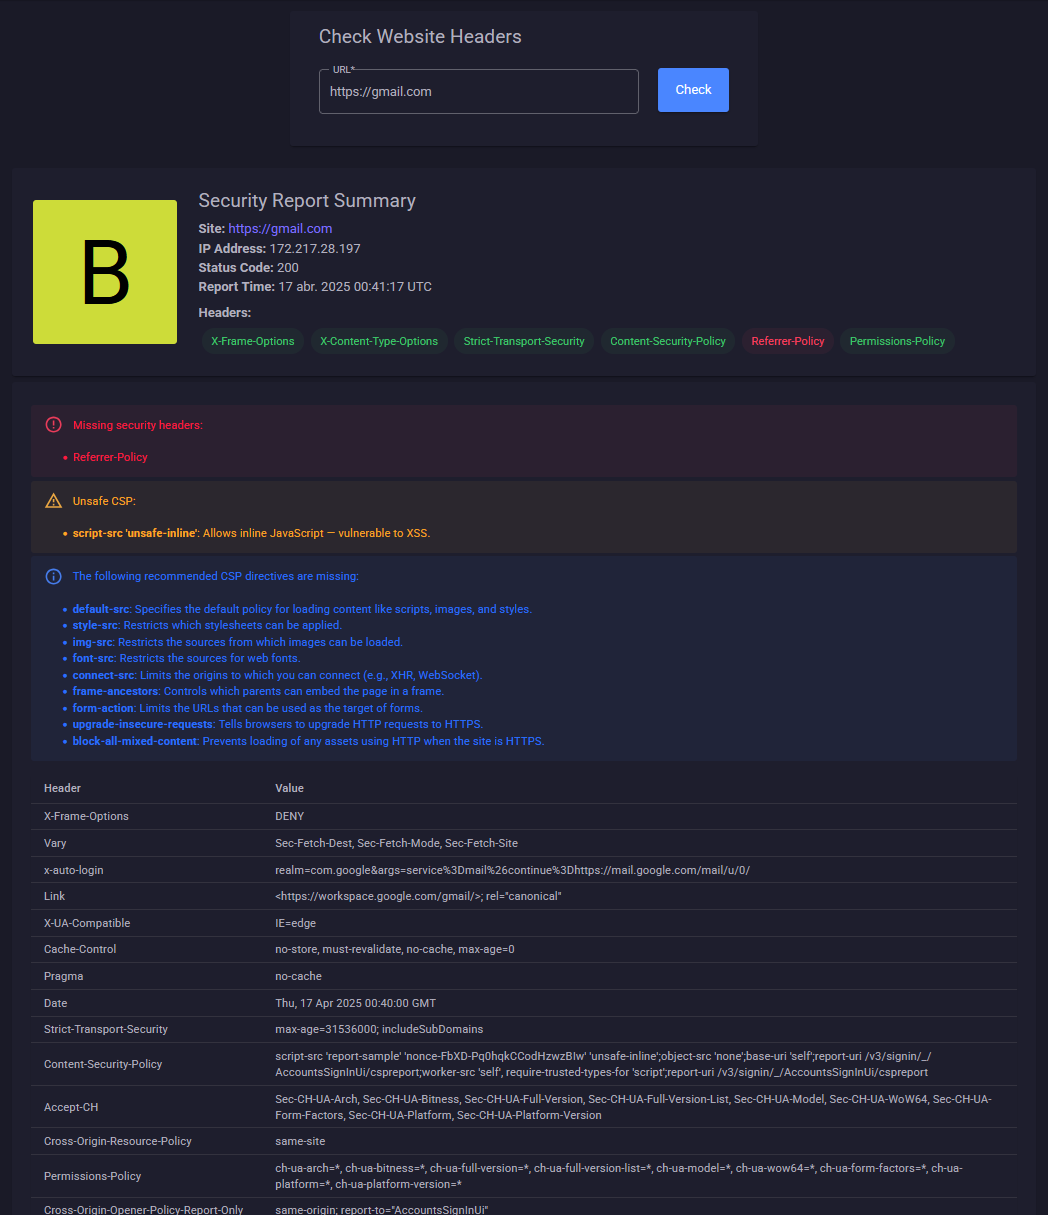 Check Website Headers
URL*
https://gmail.com
Check
B
Security Report Summary
Site: https://gmail.com
IP Address: 172.217.28.197
Status Code: 200
Report Time: 17 abr. 2025 00:41:17 UTC
Headers:
X-Frame-Options X-Content-Type-Options Strict-Transport-Security Content-Security-Policy Referrer-Policy Permissions-Policy
Missing security headers:
• Referrer-Policy
Unsafe CSP:
• script-src 'unsafe-inline': Allows inline JavaScript — vulnerable to XSS.
The following recommended CSP directives are missing:
• default-src: Specifies the default policy for loading content like scripts, images, and styles.
• style-src: Restricts which stylesheets can be applied.
• img-src: Restricts the sources from which images can be loaded.
• font-src: Restricts the sources for web fonts.
• connect-src: Limits the origins to which you can connect (e.g., XHR, WebSocket).
• frame-ancestors: Controls which parents can embed the page in a frame.
• form-action: Limits the URLs that can be used as the target of forms.
• upgrade-insecure-requests: Tells browsers to upgrade HTTP requests to HTTPS.
• block-all-mixed-content: Prevents loading of any assets using HTTP when the site is HTTPS.
Header Value
X-Frame-Options DENY
Vary Sec-Fetch-Dest, Sec-Fetch-Mode, Sec-Fetch-Site
x-auto-login realm=com.google&args=service%3Dmail%26continue%3Dhttps://mail.google.com/mail/u/0/
Link <https://workspace.google.com/gmail/>; rel="canonical"
X-UA-Compatible IE=edge
Cache-Control no-store, must-revalidate, no-cache, max-age=0
Pragma no-cache
Date Thu, 17 Apr 2025 00:40:00 GMT
Strict-Transport-Security max-age=31536000; includeSubDomains
Content-Security-Policy script-src 'report-sample' 'nonce-FbXD-Pq0hqkCCodHzwzBIw' 'unsafe-inline';object-src 'none';base-uri 'self';report-uri /v3/signin/_/
AccountsSignInUi/cspreport;worker-src 'self', require-trusted-types-for 'script';report-uri /v3/signin/_/AccountsSignInUi/cspreport
Accept-CH Sec-CH-UA-Arch, Sec-CH-UA-Bitness, Sec-CH-UA-Full-Version, Sec-CH-UA-Full-Version-List, Sec-CH-UA-Model, Sec-CH-UA-WoW64, Sec-CH-UA-
Form-Factors, Sec-CH-UA-Platform, Sec-CH-UA-Platform-Version
Cross-Origin-Resource-Policy same-site
Permissions-Policy ch-ua-arch=*, ch-ua-bitness=*, ch-ua-full-version=*, ch-ua-full-version-list=*, ch-ua-model=*, ch-ua-wow64=*, ch-ua-form-factors=*, ch-ua-
platform=*, ch-ua-platform-version=*
Cross-Origin-Opener-Policy-Report-Only same-origin; report-to="AccountsSignInUi"